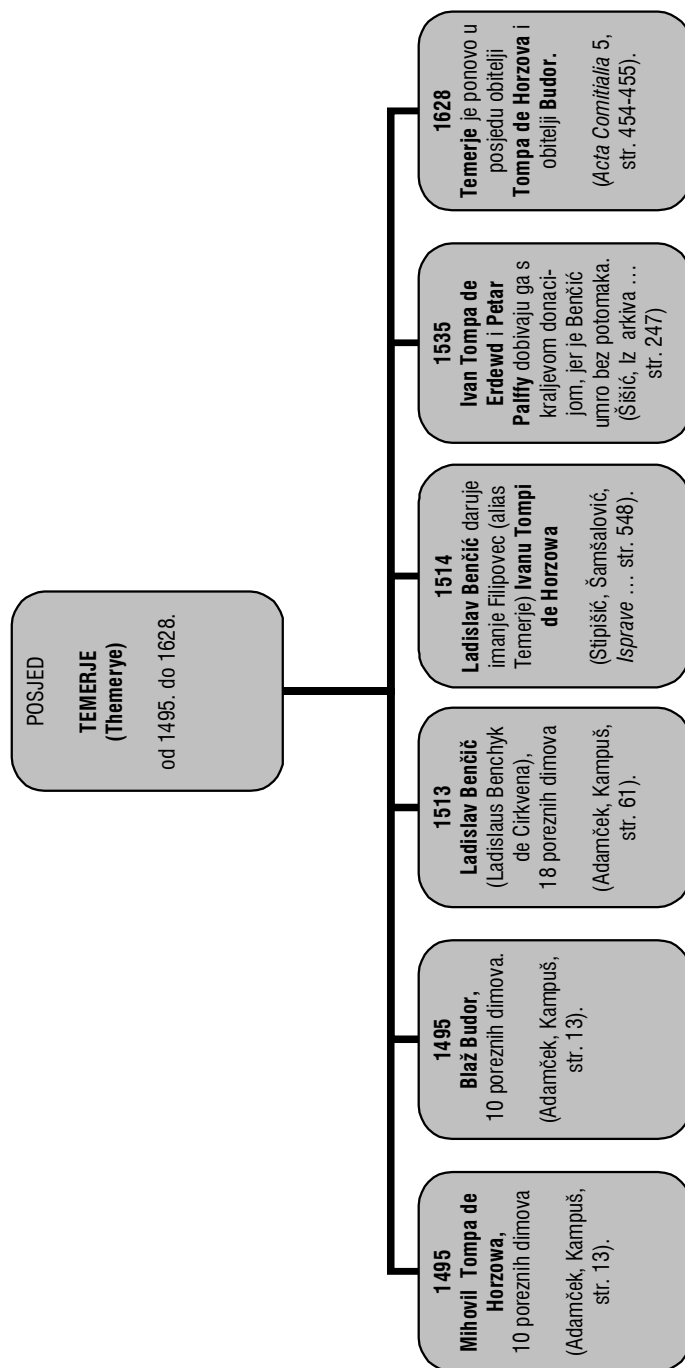 POSJED
TEMERJE
(Themerye)
od 1495. do 1628.
1495
Mihovil Tompa de
Horzowa,
10 poreznih dimova
(Adamček, Kampuš,
str. 13).
1495
Blaž Budor,
10 poreznih dimova.
(Adamček, Kampuš,
str. 13).
1513
Ladislav Benčić
(Ladislaus Benchyk
de Cirkvena),
18 poreznih dimova
(Adamček, Kampuš,
str. 61).
1514
Ladislav Benčić daruje
imanje Filipovec (alias
Temerje) Ivanu Tompi
de Horzowa
(Stipišić, Šamšalović,
Isprave ... str. 548).
1535
Ivan Tompa de
Erdewd i Petar
Palffy dobivaju ga s
kraljevom donaci-
jom, jer je Benčić
umro bez potomaka.
(Šišić, Iz arkiva ...
str. 247)
1628
Temerje je ponovo u
posjedu obitelji
Tompa de Horzova i
obitelji Budor.
(Acta Comitialia 5,
str. 454-455).